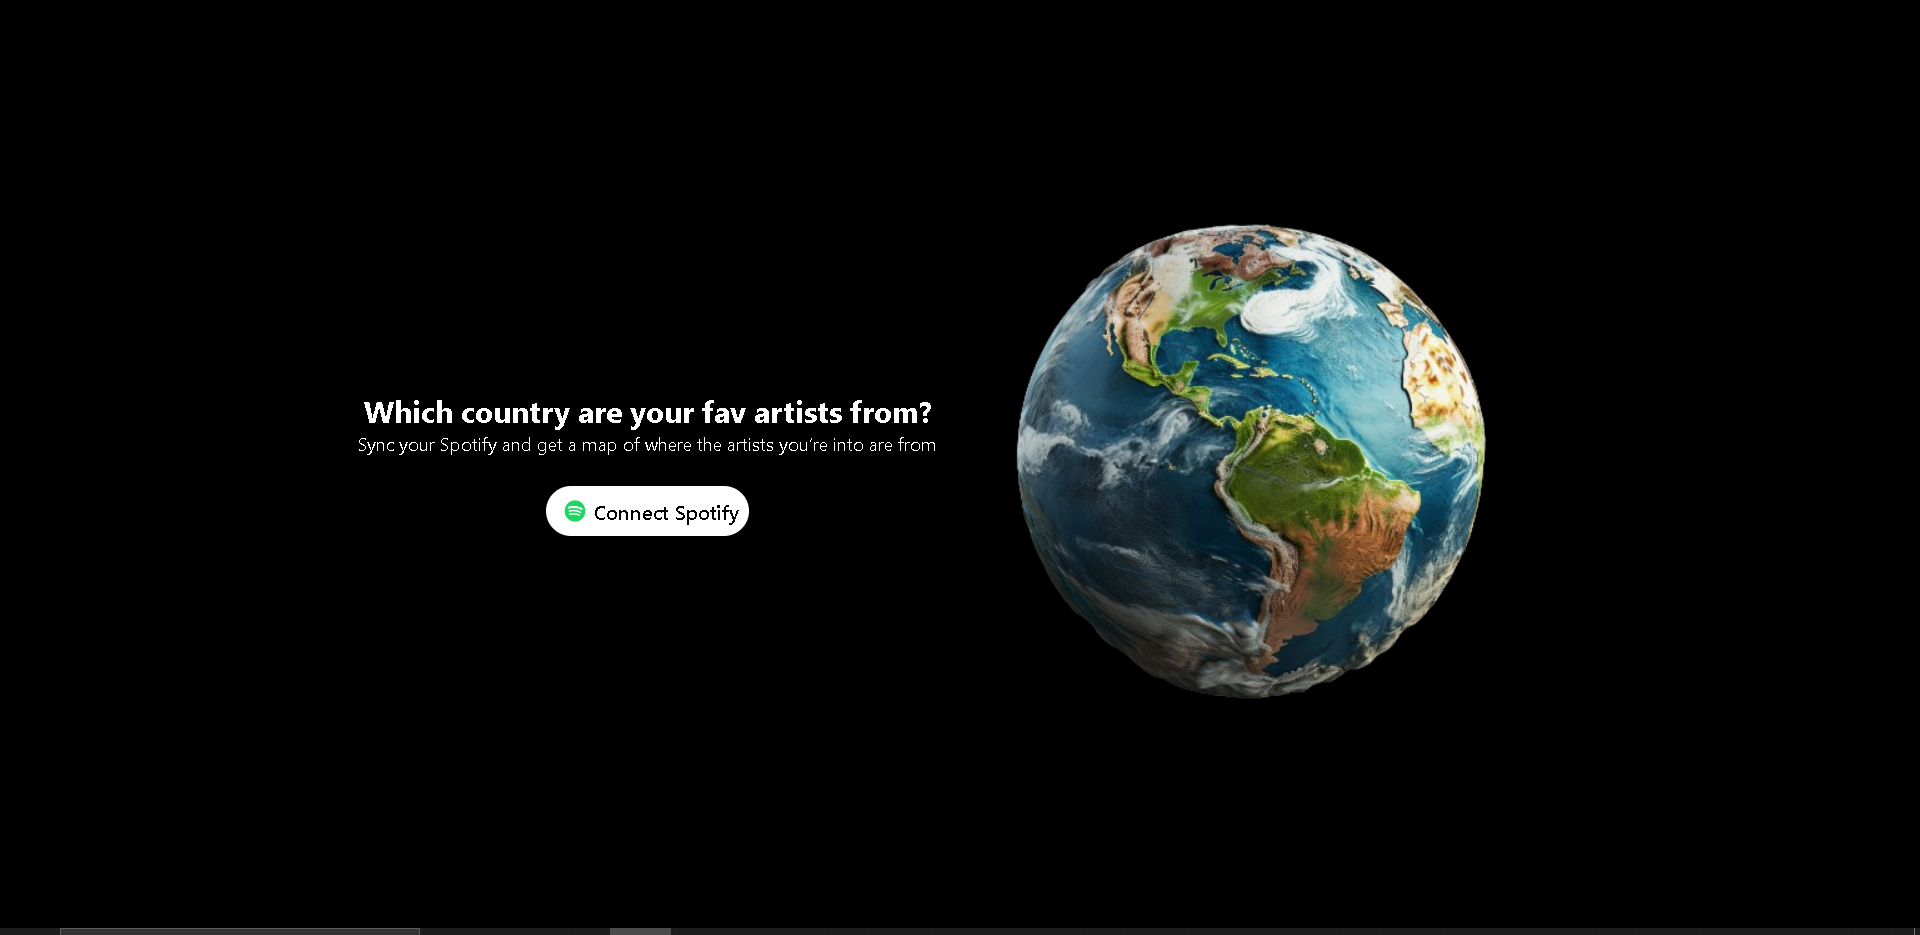 Which country are your fav artists from?
Sync your Spotify and get a map of where the artists you're into are from
Connect Spotify